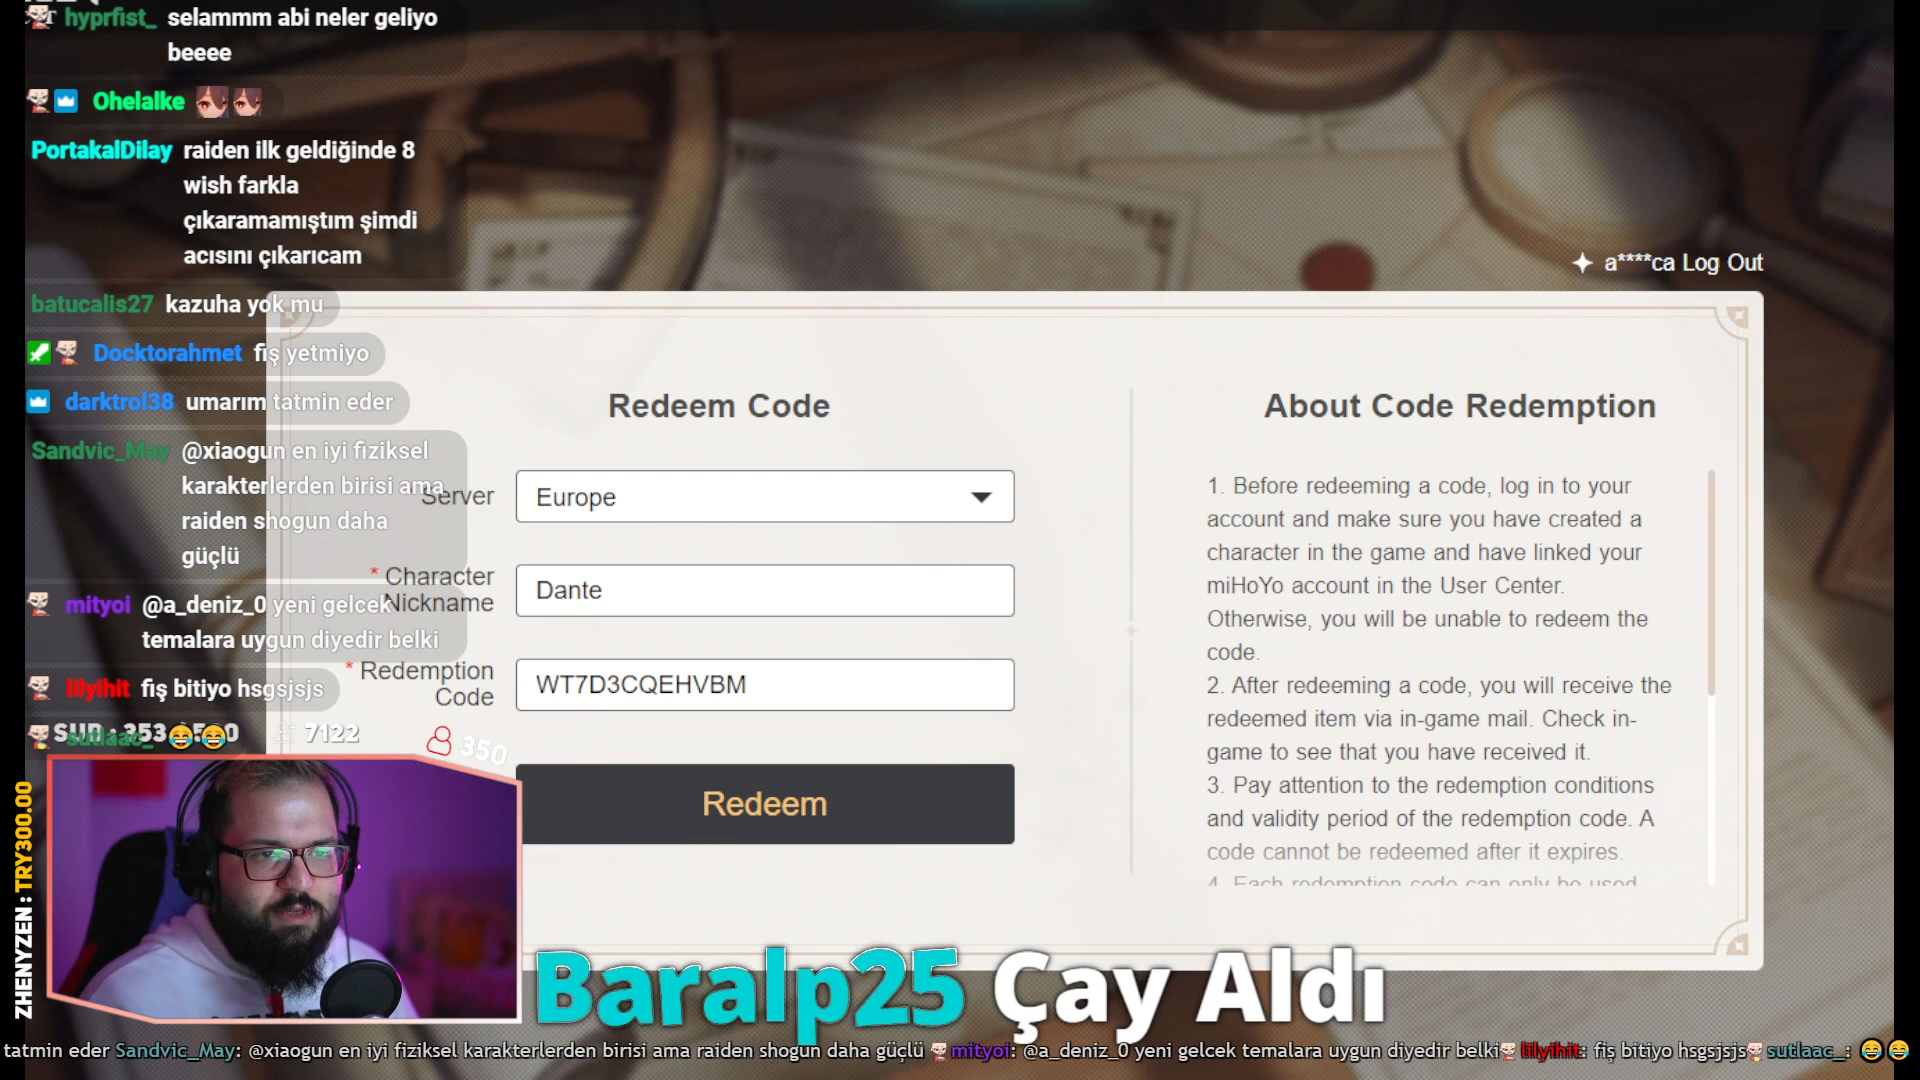 hyprfist_ selammm abi neler geliyo
beeee
Ohelalke
PortakalDilay raiden ilk geldiğinde 8
wish farkla
çıkaramamıştım şimdi
acısını çıkarıcam
batucalis27 kazuha yok mu
Docktorahmet fiş yetmiyo
darktrol38 umarım tatmin eder
Sandvic_May @xiaogun en iyi fiziksel
karakterlerden birisi ama
raiden shogun daha
güçlü
mityoi @a_deniz_0 yeni gelcek
temalara uygun diyedir belki
lilyihit fiş bitiyo hsgsjsjs
sutlaac_ 😂😂
7122
350
ZHENYZEN : TRY300.00
a****ca Log Out
Redeem Code
Server
Europe
* Character
Nickname
Dante
* Redemption
Code
WT7D3CQEHVBM
Redeem
About Code Redemption
1. Before redeeming a code, log in to your
account and make sure you have created a
character in the game and have linked your
miHoYo account in the User Center.
Otherwise, you will be unable to redeem the
code.
2. After redeeming a code, you will receive the
redeemed item via in-game mail. Check in-
game to see that you have received it.
3. Pay attention to the redemption conditions
and validity period of the redemption code. A
code cannot be redeemed after it expires.
4. Each redemption code can only be used
Baralp25 Çay Aldı
tatmin eder Sandvic_May: @xiaogun en iyi fiziksel karakterlerden birisi ama raiden shogun daha güçlü mityoi: @a_deniz_0 yeni gelcek temalara uygun diyedir belki lilyihit: fiş bitiyo hsgsjsjs sutlaac_: 😂😂